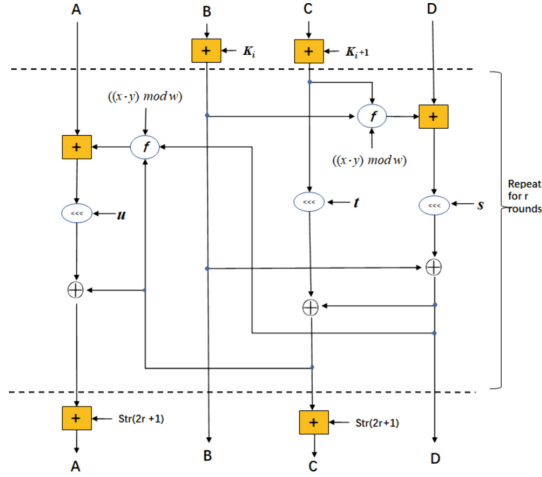 A B C D
+ ← K_i + ← K_i+1
((x·y) mod w)
f +
+ f
((x·y) mod w)
Repeat
for r
rounds
<<< u <<< t <<< s
+ Str(2r+1) + Str(2r+1)
A B C D